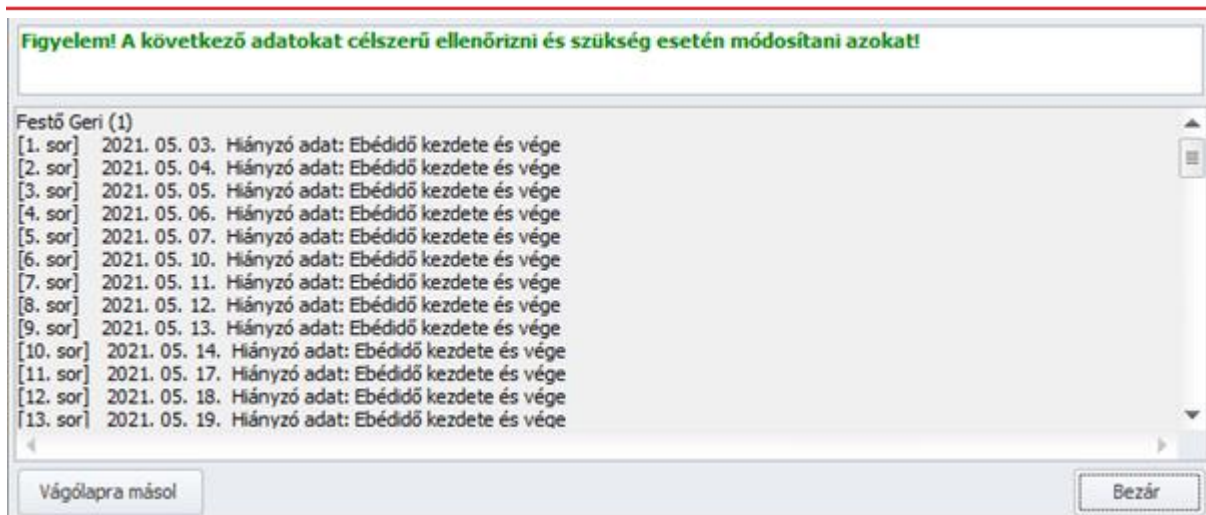 Figyelem! A következő adatokat célszerű ellenőrizni és szükség esetén módosítani azokat!
Festő Geri (1)
[1. sor] 2021. 05. 03. Hiányzó adat: Ebédidő kezdete és vége
[2. sor] 2021. 05. 04. Hiányzó adat: Ebédidő kezdete és vége
[3. sor] 2021. 05. 05. Hiányzó adat: Ebédidő kezdete és vége
[4. sor] 2021. 05. 06. Hiányzó adat: Ebédidő kezdete és vége
[5. sor] 2021. 05. 07. Hiányzó adat: Ebédidő kezdete és vége
[6. sor] 2021. 05. 10. Hiányzó adat: Ebédidő kezdete és vége
[7. sor] 2021. 05. 11. Hiányzó adat: Ebédidő kezdete és vége
[8. sor] 2021. 05. 12. Hiányzó adat: Ebédidő kezdete és vége
[9. sor] 2021. 05. 13. Hiányzó adat: Ebédidő kezdete és vége
[10. sor] 2021. 05. 14. Hiányzó adat: Ebédidő kezdete és vége
[11. sor] 2021. 05. 17. Hiányzó adat: Ebédidő kezdete és vége
[12. sor] 2021. 05. 18. Hiányzó adat: Ebédidő kezdete és vége
[13. sor] 2021. 05. 19. Hiányzó adat: Ebédidő kezdete és vége
Vágólapra másol
Bezár